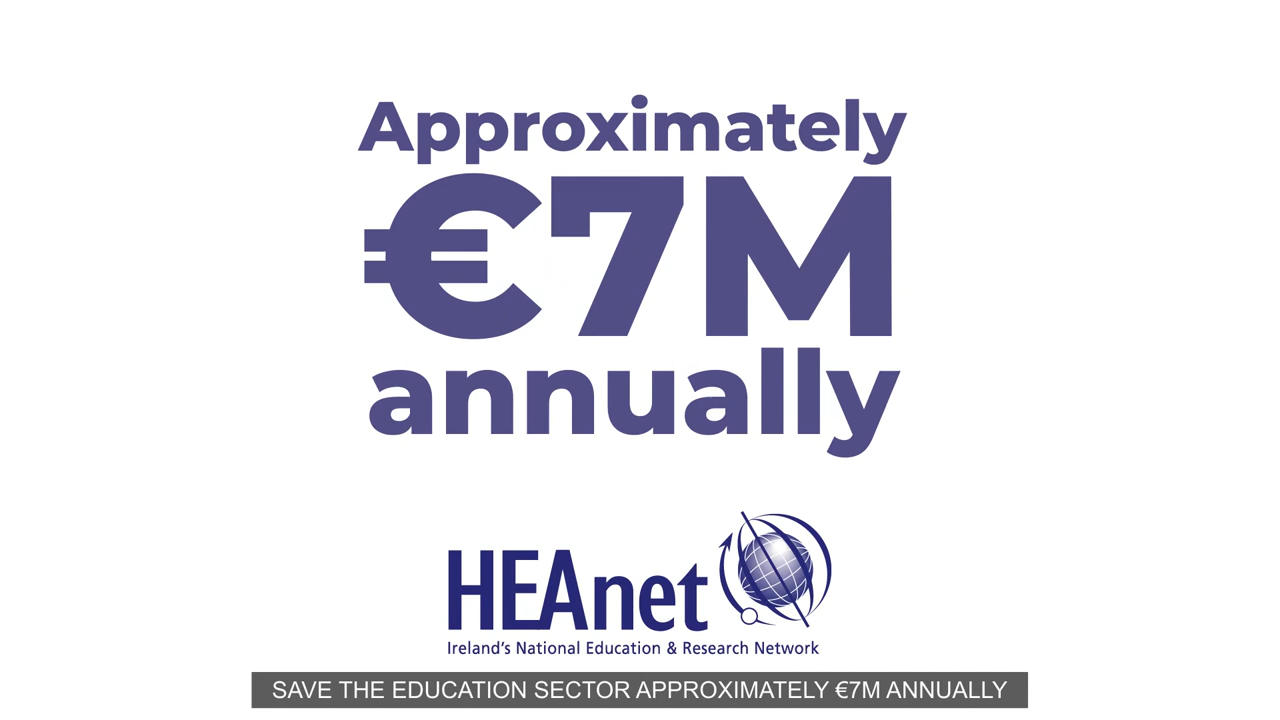 Approximately
€7M
annually
HEAnet
Ireland's National Education & Research Network
SAVE THE EDUCATION SECTOR APPROXIMATELY €7M ANNUALLY